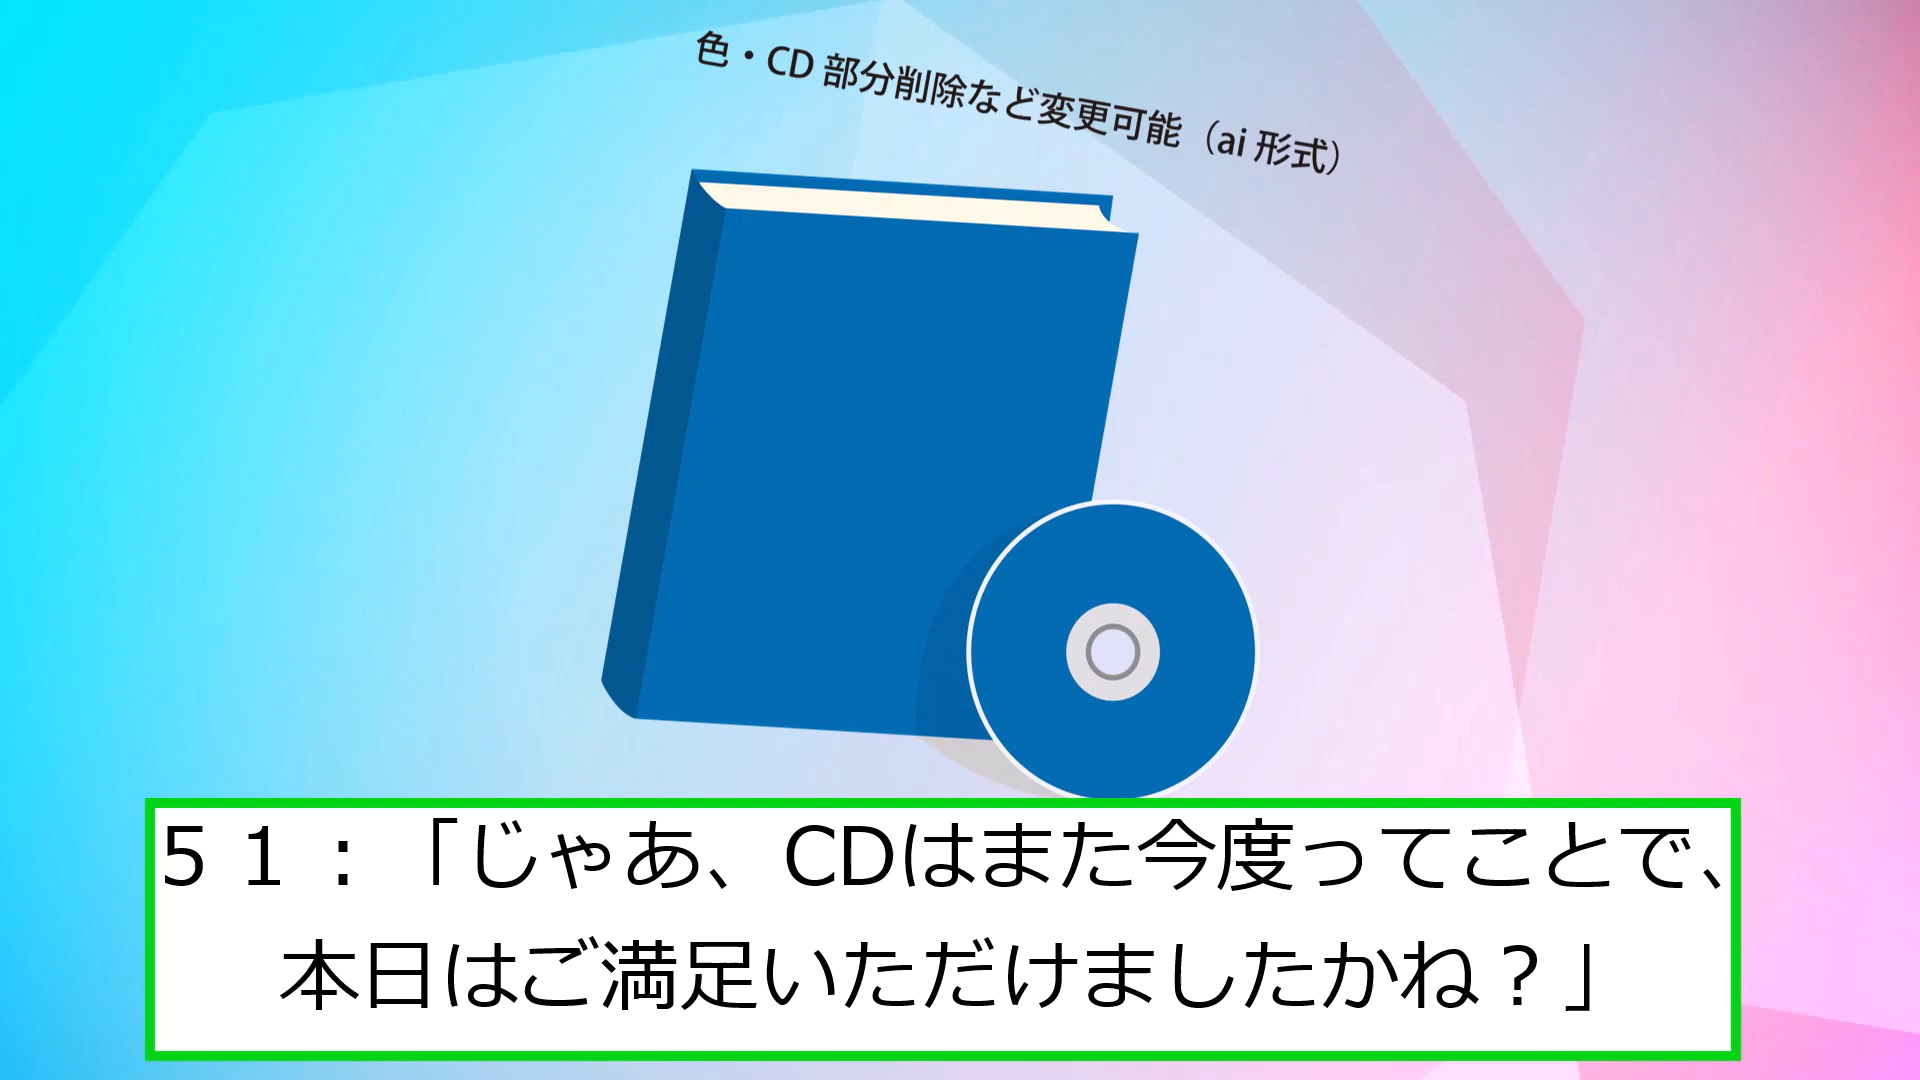 色・CD 部分削除など変更可能（ai 形式）
５１：「じゃあ、CDはまた今度ってことで、
本日はご満足いただけましたかね？」